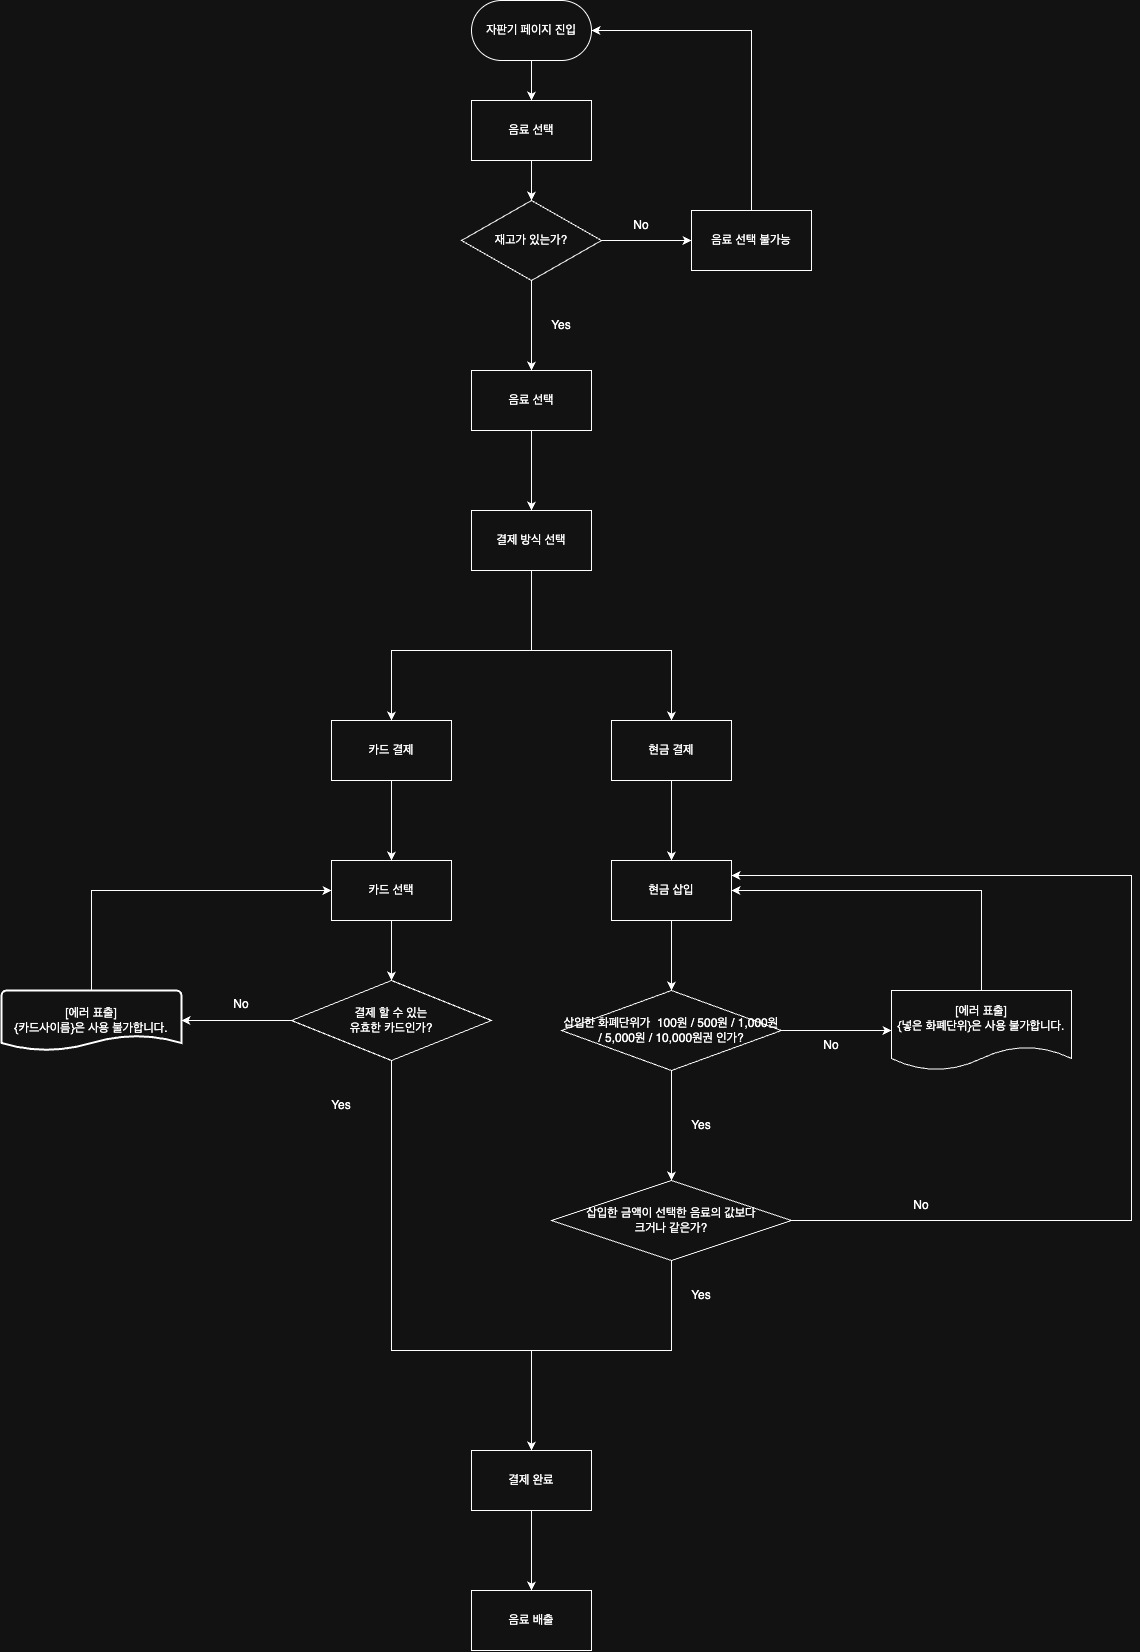 자판기 페이지 진입
음료 선택
재고가 있는가?
No
음료 선택 불가능
Yes
음료 선택
결제 방식 선택
카드 결제
현금 결제
카드 선택
현금 삽입
[에러 표출]
{카드사이름}은 사용 불가합니다.
No
결제 할 수 있는
유효한 카드인가?
삽입한 화폐단위가 100원 / 500원 / 1,000원
/ 5,000원 / 10,000원권 인가?
No
[에러 표출]
{넣은 화폐단위}은 사용 불가합니다.
Yes
Yes
삽입한 금액이 선택한 음료의 값보다
크거나 같은가?
No
Yes
결제 완료
음료 배출